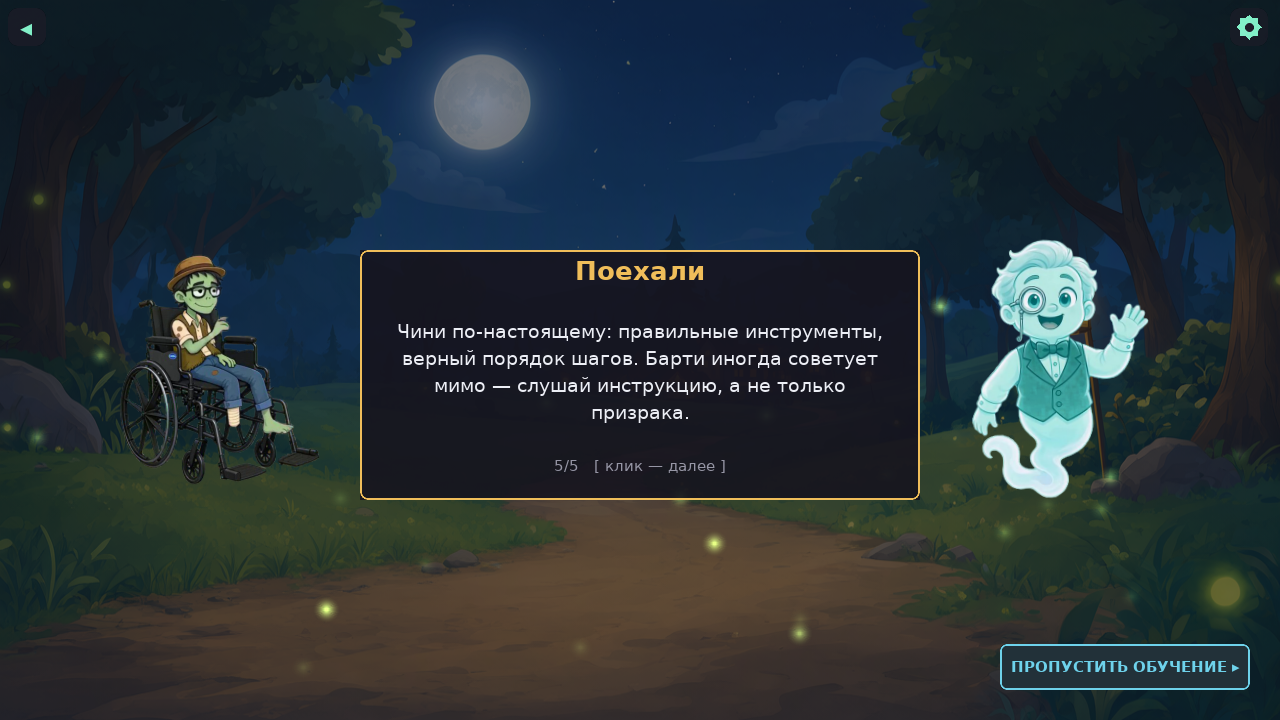 Поехали
Чини по-настоящему: правильные инструменты,
верный порядок шагов. Барти иногда советует
мимо — слушай инструкцию, а не только
призрака.
5/5 [ клик — далее ]
ПРОПУСТИТЬ ОБУЧЕНИЕ ▸